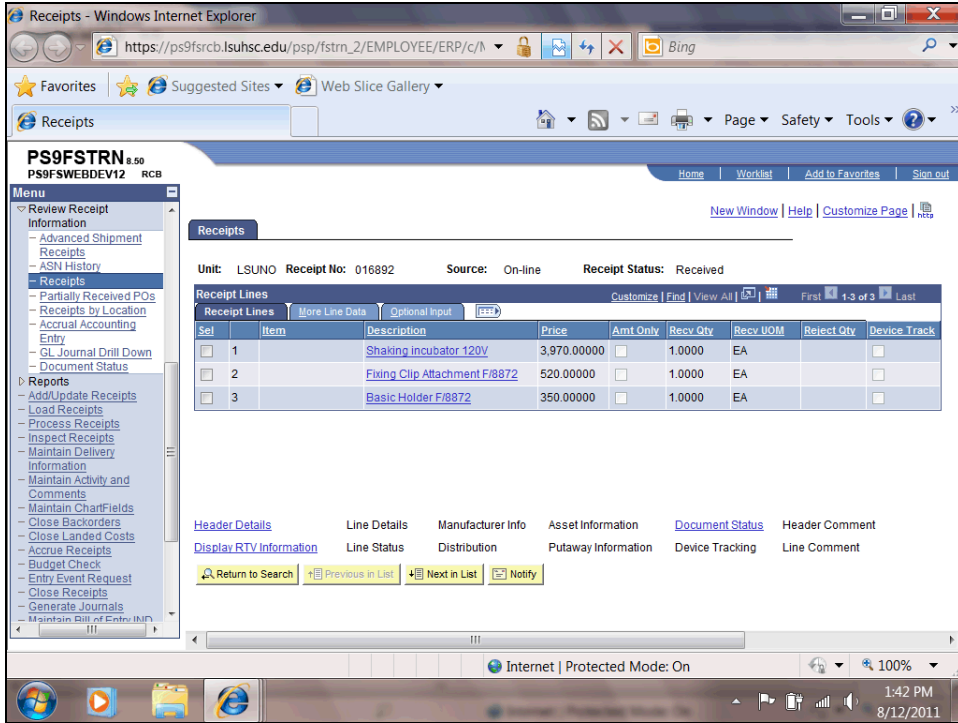 Receipts - Windows Internet Explorer
https://ps9fsrcb.lsuhsc.edu/psp/fstrn_2/EMPLOYEE/ERP/c/
Bing
Favorites Suggested Sites Web Slice Gallery
Receipts
Page Safety Tools
PS9FSTRN 8.50
PS9FSWEBDEV12 RCB
Home | Worklist | Add to Favorites | Sign out
Menu
Review Receipt
Information
– Advanced Shipment
Receipts
– ASN History
– Receipts
– Partially Received POs
– Receipts by Location
– Accrual Accounting
Entry
– GL Journal Drill Down
– Document Status
Reports
– Add/Update Receipts
– Load Receipts
– Process Receipts
– Inspect Receipts
– Maintain Delivery
Information
– Maintain Activity and
Comments
– Maintain ChartFields
– Close Backorders
– Close Landed Costs
– Accrue Receipts
– Budget Check
– Entry Event Request
– Close Receipts
– Generate Journals
– Maintain Bill of Entry IND
New Window | Help | Customize Page | http
Receipts
Unit: LSUNO Receipt No: 016892 Source: On-line Receipt Status: Received
Receipt Lines Customize | Find | View All | First 1-3 of 3 Last
Receipt Lines More Line Data Optional Input
Sel Item Description Price Amt Only Recv Qty Recv UOM Reject Qty Device Track
1 Shaking incubator 120V 3,970.00000 1.0000 EA
2 Fixing Clip Attachment F/8872 520.00000 1.0000 EA
3 Basic Holder F/8872 350.00000 1.0000 EA
Header Details Line Details Manufacturer Info Asset Information Document Status Header Comment
Display RTV Information Line Status Distribution Putaway Information Device Tracking Line Comment
Return to Search Previous in List Next in List Notify
Internet | Protected Mode: On 100%
1:42 PM
8/12/2011